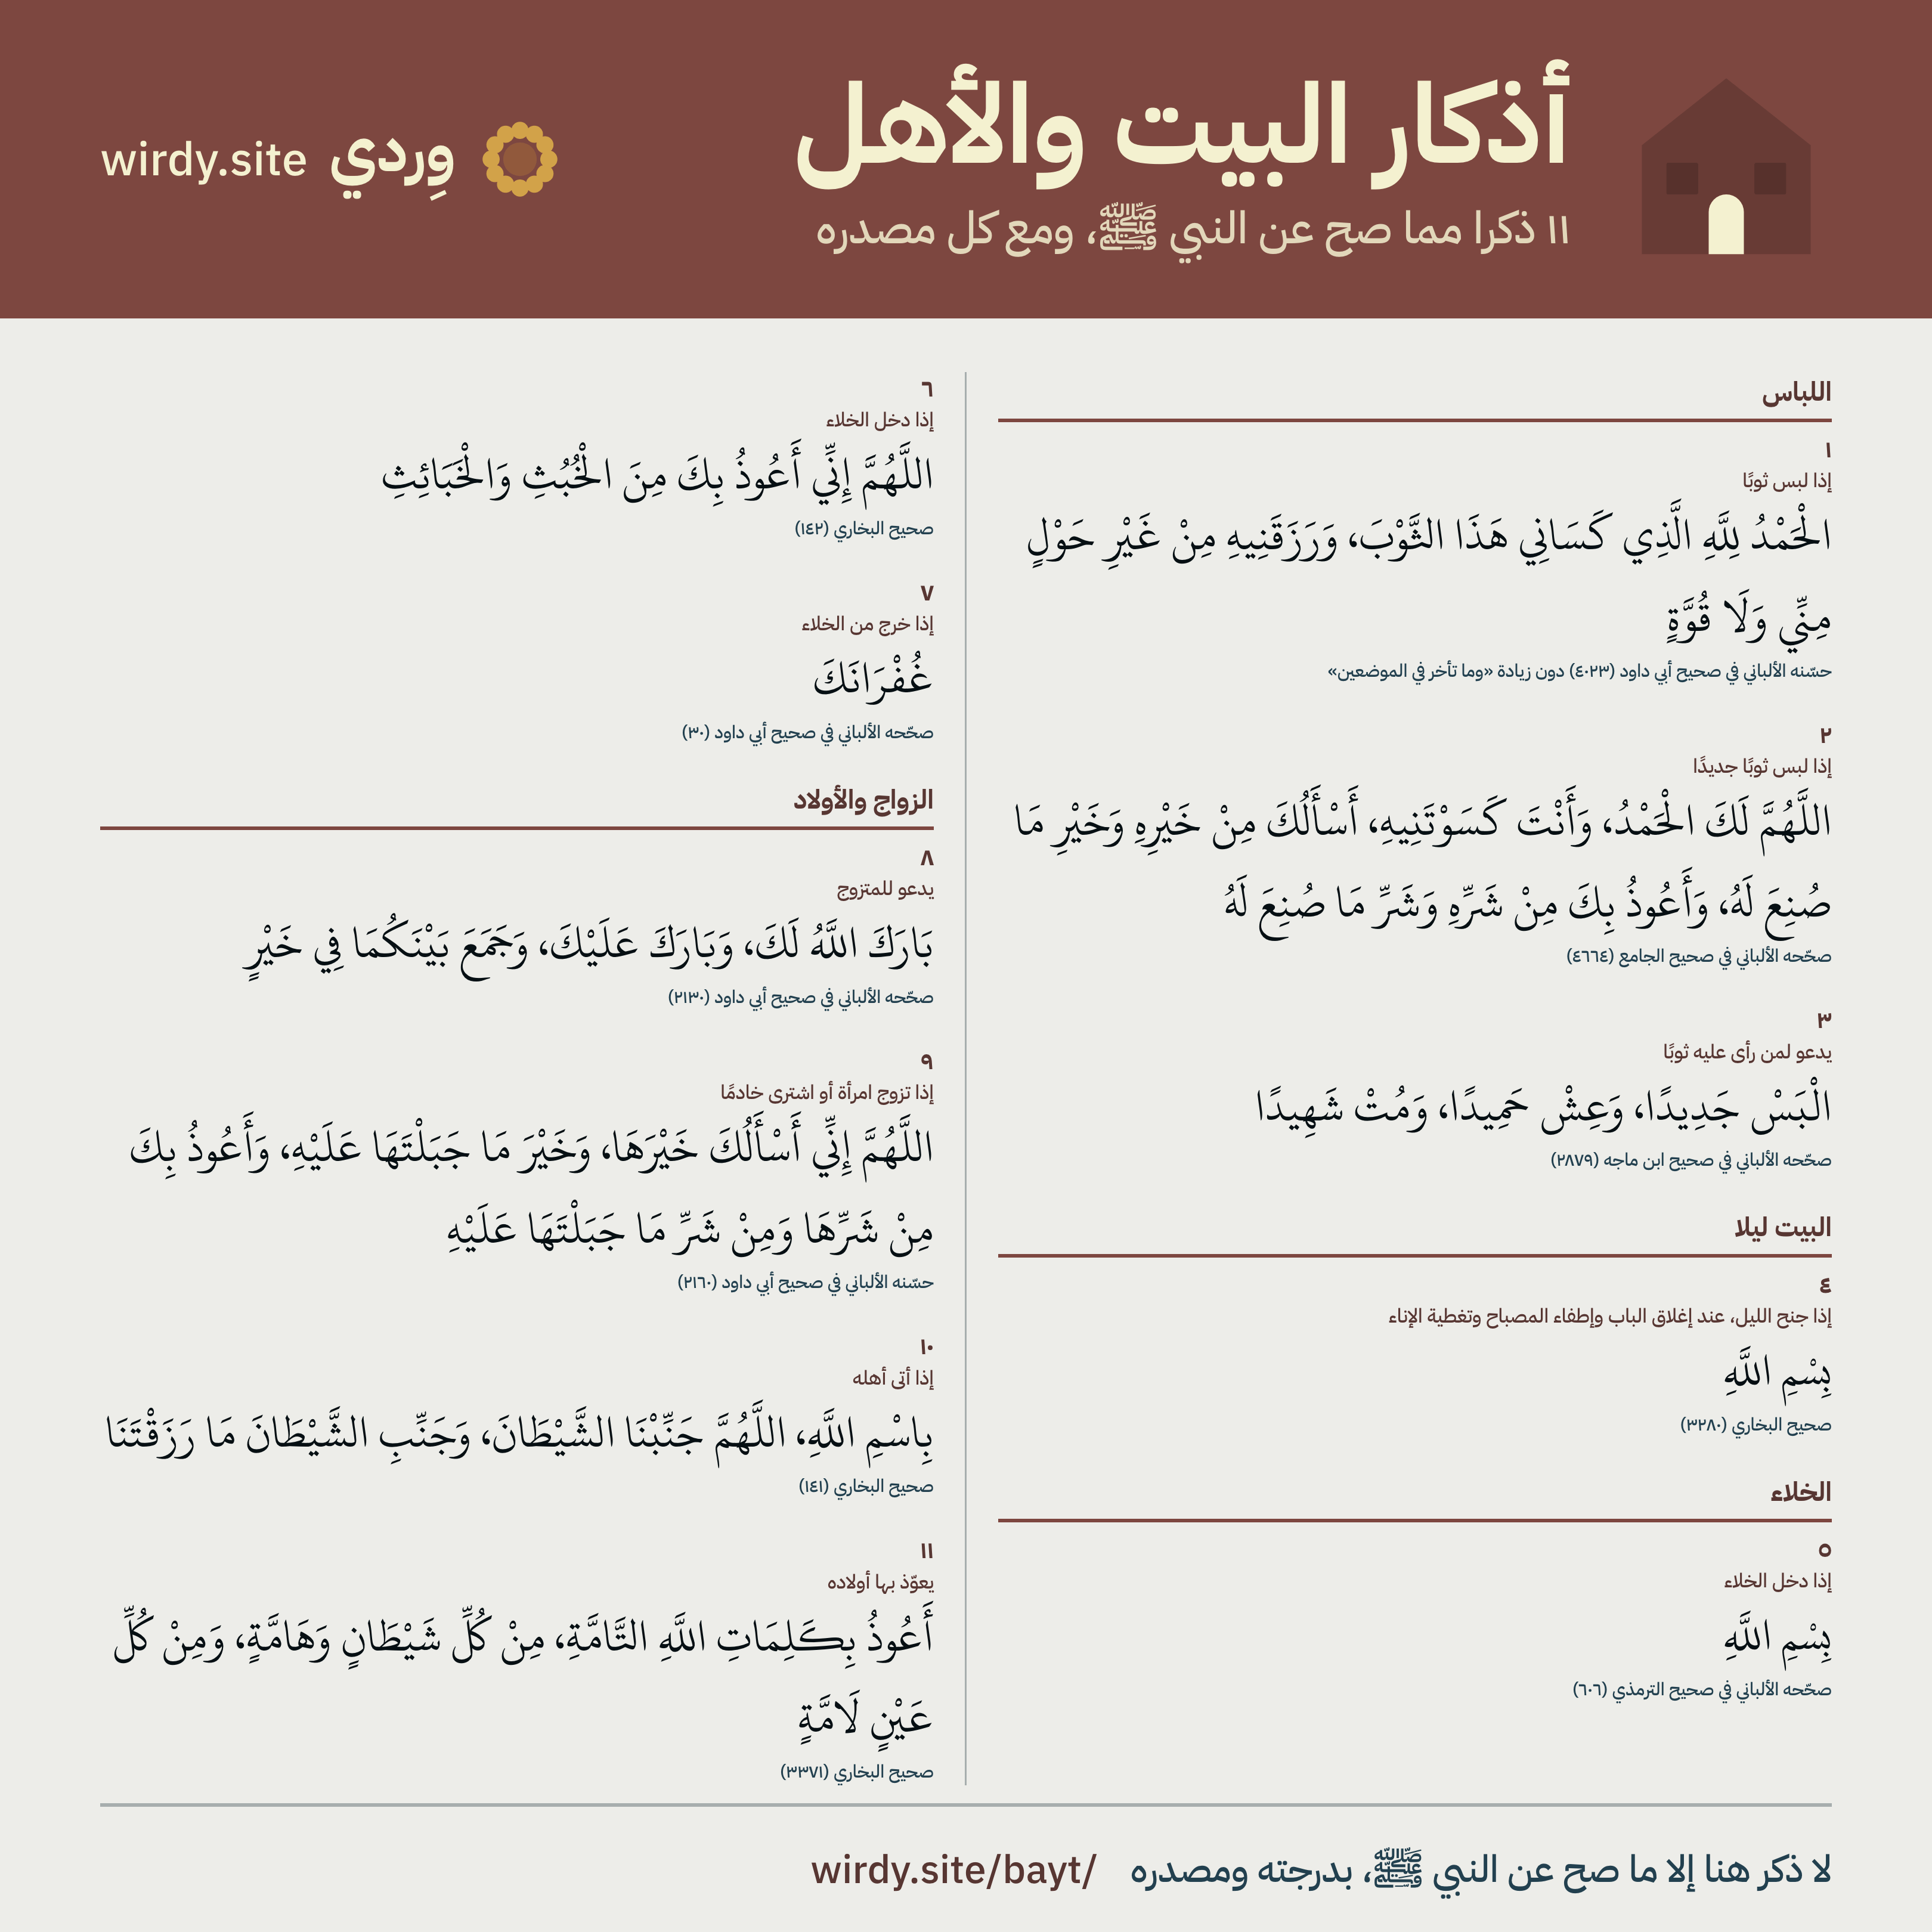 أذكار البيت والأهل
١١ ذكرا مما صح عن النبي ﷺ، ومع كل مصدره
وِردي wirdy.site
اللباس
١
إذا لبس ثوبًا
الْحَمْدُ لِلَّهِ الَّذِي كَسَانِي هَذَا الثَّوْبَ، وَرَزَقَنِيهِ مِنْ غَيْرِ حَوْلٍ
مِنِّي وَلَا قُوَّةٍ
حسّنه الألباني في صحيح أبي داود (٤٠٢٣) دون زيادة «وما تأخر في الموضعين»
٢
إذا لبس ثوبًا جديدًا
اللَّهُمَّ لَكَ الْحَمْدُ، وَأَنْتَ كَسَوْتَنِيهِ، أَسْأَلُكَ مِنْ خَيْرِهِ وَخَيْرِ مَا
صُنِعَ لَهُ، وَأَعُوذُ بِكَ مِنْ شَرِّهِ وَشَرِّ مَا صُنِعَ لَهُ
صحّحه الألباني في صحيح الجامع (٤٦٦٤)
٣
يدعو لمن رأى عليه ثوبًا
الْبَسْ جَدِيدًا، وَعِشْ حَمِيدًا، وَمُتْ شَهِيدًا
صحّحه الألباني في صحيح ابن ماجه (٢٨٧٩)
البيت ليلا
٤
إذا جنح الليل، عند إغلاق الباب وإطفاء المصباح وتغطية الإناء
بِسْمِ اللَّهِ
صحيح البخاري (٣٢٨٠)
الخلاء
٥
إذا دخل الخلاء
بِسْمِ اللَّهِ
صحّحه الألباني في صحيح الترمذي (٦٠٦)
٦
إذا دخل الخلاء
اللَّهُمَّ إِنِّي أَعُوذُ بِكَ مِنَ الْخُبُثِ وَالْخَبَائِثِ
صحيح البخاري (١٤٢)
٧
إذا خرج من الخلاء
غُفْرَانَكَ
صحّحه الألباني في صحيح أبي داود (٣٠)
الزواج والأولاد
٨
يدعو للمتزوج
بَارَكَ اللَّهُ لَكَ، وَبَارَكَ عَلَيْكَ، وَجَمَعَ بَيْنَكُمَا فِي خَيْرٍ
صحّحه الألباني في صحيح أبي داود (٢١٣٠)
٩
إذا تزوج امرأة أو اشترى خادمًا
اللَّهُمَّ إِنِّي أَسْأَلُكَ خَيْرَهَا، وَخَيْرَ مَا جَبَلْتَهَا عَلَيْهِ، وَأَعُوذُ بِكَ
مِنْ شَرِّهَا وَمِنْ شَرِّ مَا جَبَلْتَهَا عَلَيْهِ
حسّنه الألباني في صحيح أبي داود (٢١٦٠)
١٠
إذا أتى أهله
بِاسْمِ اللَّهِ، اللَّهُمَّ جَنِّبْنَا الشَّيْطَانَ، وَجَنِّبِ الشَّيْطَانَ مَا رَزَقْتَنَا
صحيح البخاري (١٤١)
١١
يعوّذ بها أولاده
أَعُوذُ بِكَلِمَاتِ اللَّهِ التَّامَّةِ، مِنْ كُلِّ شَيْطَانٍ وَهَامَّةٍ، وَمِنْ كُلِّ
عَيْنٍ لَامَّةٍ
صحيح البخاري (٣٣٧١)
لا ذكر هنا إلا ما صح عن النبي ﷺ، بدرجته ومصدره wirdy.site/bayt/